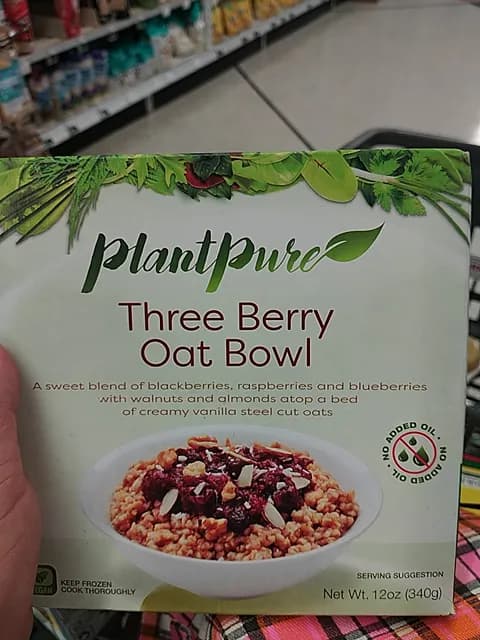 PlantPure
Three Berry
Oat Bowl
A sweet blend of blackberries, raspberries and blueberries
with walnuts and almonds atop a bed
of creamy vanilla steel cut oats
NO ADDED OIL • NO ADDED OIL •
VEGAN
KEEP FROZEN
COOK THOROUGHLY
SERVING SUGGESTION
Net Wt. 12oz (340g)